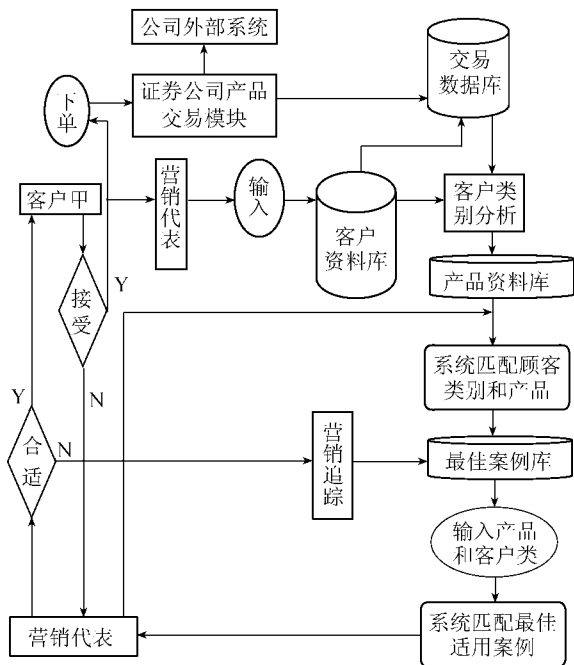 公司外部系统
交易
数据库
下单
证券公司产品
交易模块
客户甲
营销代表
输入
客户
资料库
客户类
别分析
产品资料库
接受
Y
N
系统匹配顾客
类别和产品
Y
合适
N
营销追踪
最佳案例库
输入产品
和客户类
营销代表
系统匹配最佳
适用案例